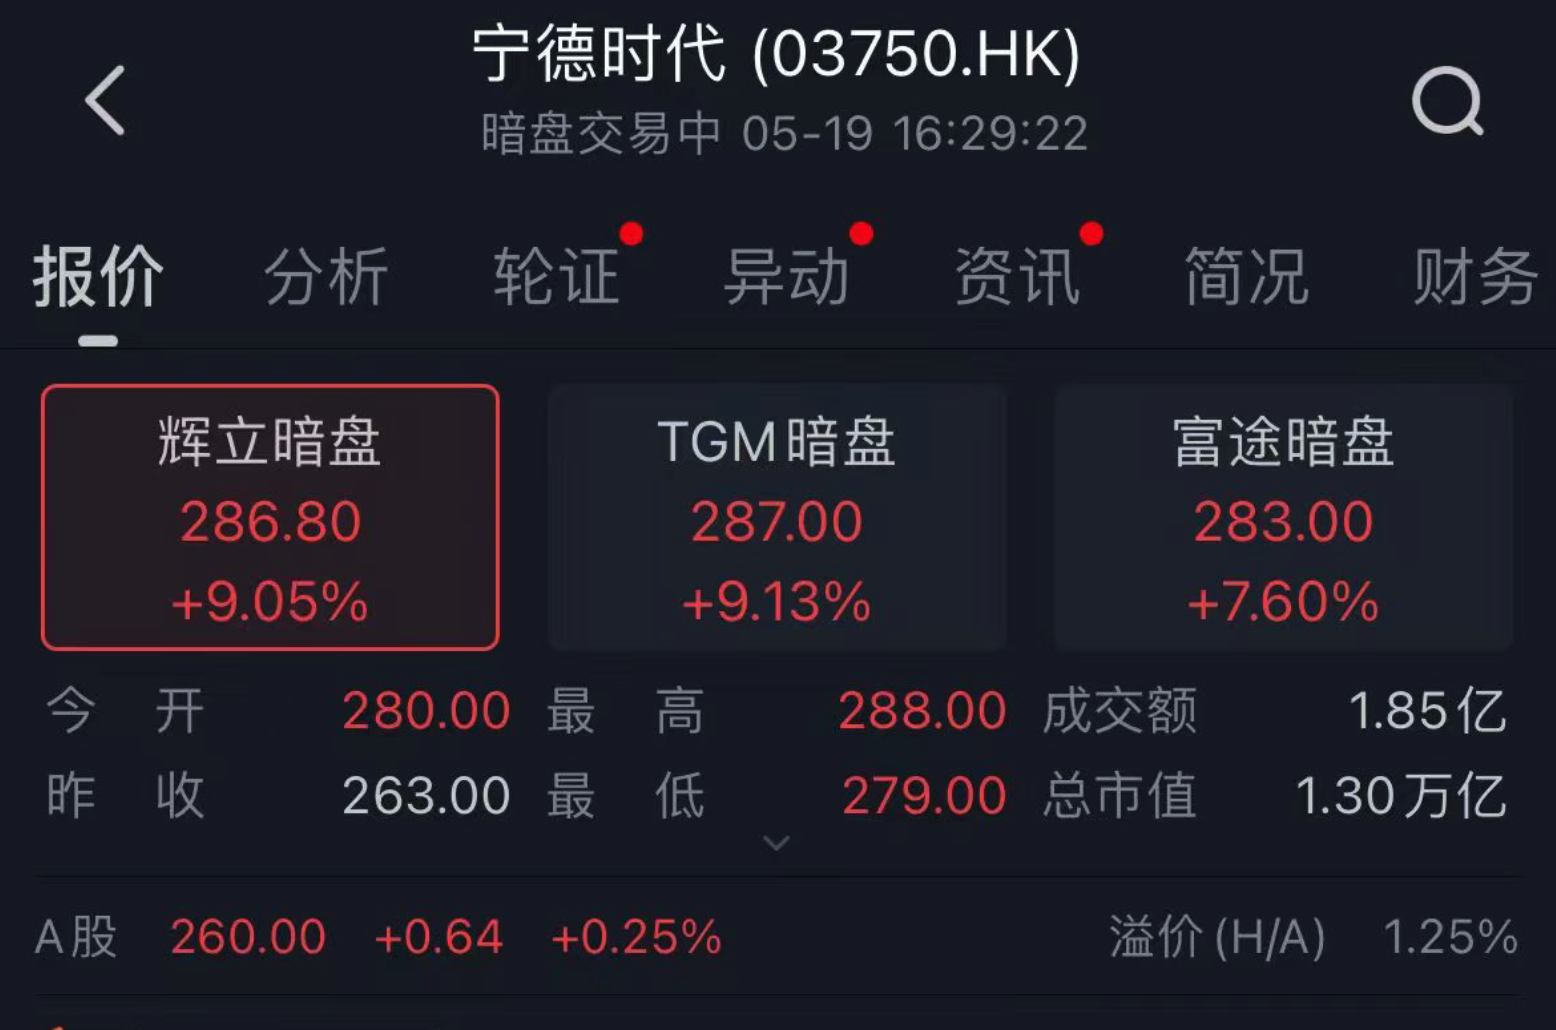 宁德时代 (03750.HK)
暗盘交易中 05-19 16:29:22
报价 分析 轮证 异动 资讯 简况 财务
辉立暗盘 TGM暗盘 富途暗盘
286.80 287.00 283.00
+9.05% +9.13% +7.60%
今开 280.00 最高 288.00 成交额 1.85亿
昨收 263.00 最低 279.00 总市值 1.30万亿
A股 260.00 +0.64 +0.25% 溢价(H/A) 1.25%